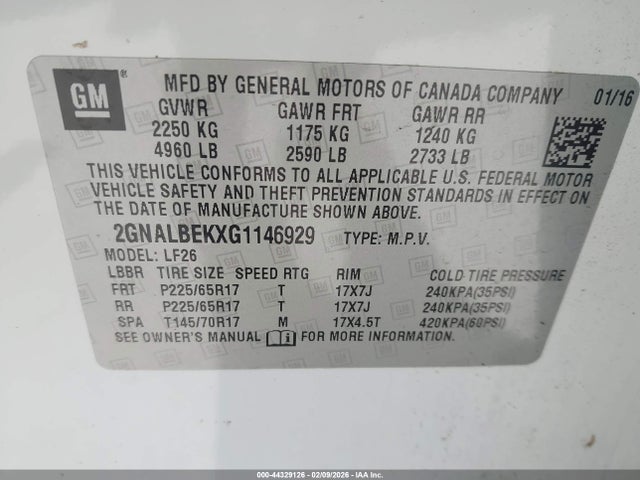 GM
MFD BY GENERAL MOTORS OF CANADA COMPANY 01/16
GVWR GAWR FRT GAWR RR
2250 KG 1175 KG 1240 KG
4960 LB 2590 LB 2733 LB
THIS VEHICLE CONFORMS TO ALL APPLICABLE U.S. FEDERAL MOTOR
VEHICLE SAFETY AND THEFT PREVENTION STANDARDS IN EFFECT ON
THE DATE OF MANUFACTURE SHOWN ABOVE.
2GNALBEKXG1146929 TYPE: M.P.V.
MODEL: LF26
LBBR TIRE SIZE SPEED RTG RIM COLD TIRE PRESSURE
FRT P225/65R17 T 17X7J 240KPA(35PSI)
RR P225/65R17 T 17X7J 240KPA(35PSI)
SPA T145/70R17 M 17X4.5T 420KPA(60PSI)
SEE OWNER'S MANUAL FOR MORE INFORMATION.
000-44329126 - 02/09/2026 - IAA Inc.